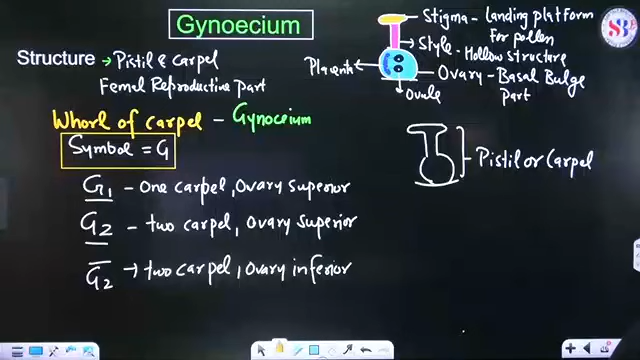 Gynoecium
Structure → Pistil & Carpel
Femel Reproductive Part
Whorl of carpel - Gynoceium
Symbol = G
G1 - One carpel, Ovary superior
G2 - two carpel, Ovary superior
G2 → two carpel, Ovary inferior
Stigma - Landing platform
For pollen
Style - Hollow structure
Placenta
Ovary - Basal Bulge
Part
Ovule
Pistil or Carpel